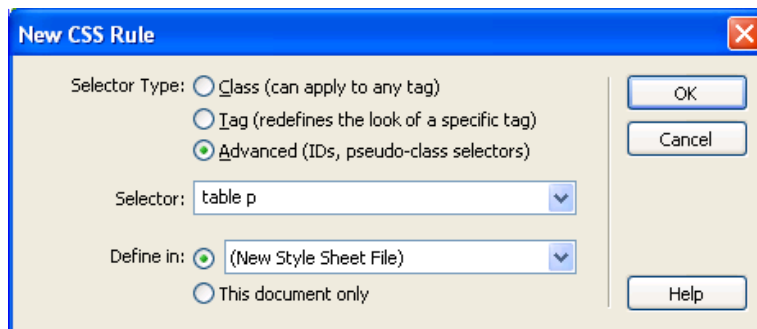 New CSS Rule
Selector Type: Class (can apply to any tag)
Tag (redefines the look of a specific tag)
Advanced (IDs, pseudo-class selectors)
Selector: table p
Define in: (New Style Sheet File)
This document only
OK
Cancel
Help